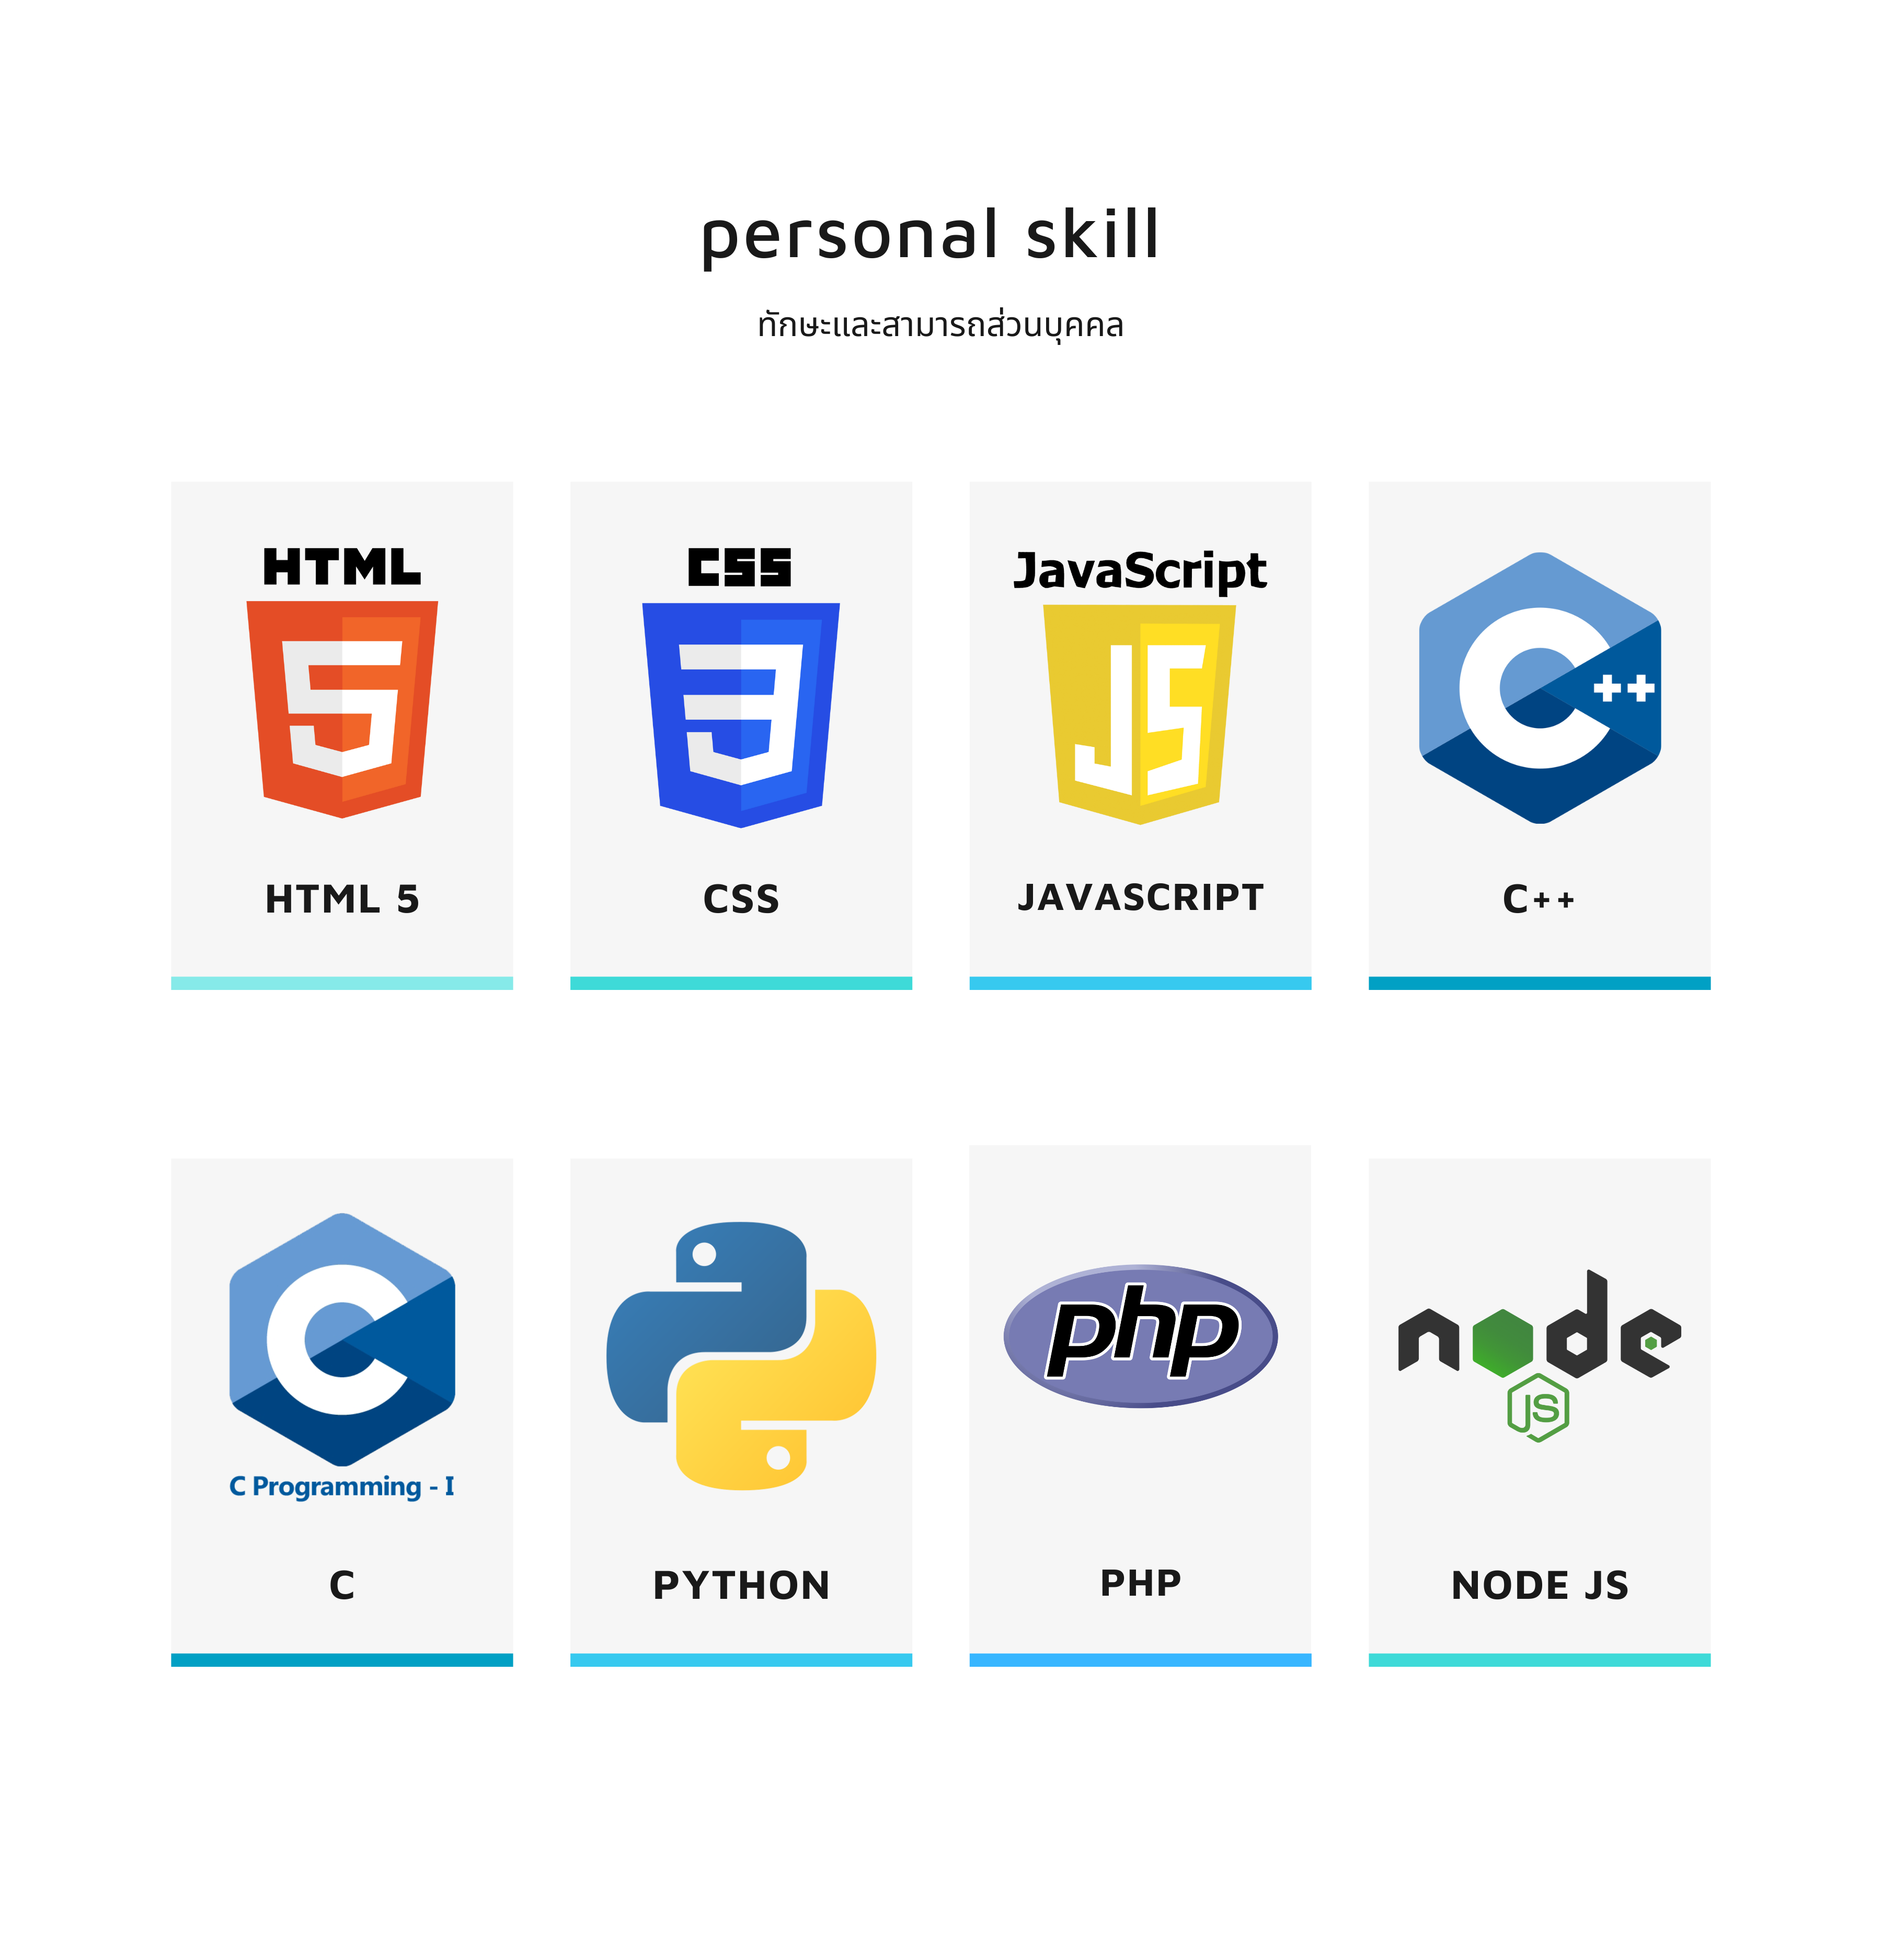 personal skill
ทักษะและสามารถส่วนบุคคล
HTML
5
HTML 5
CSS
3
CSS
JavaScript
JS
JAVASCRIPT
C++
C++
C
C Programming - I
C
PYTHON
php
PHP
node
JS
NODE JS